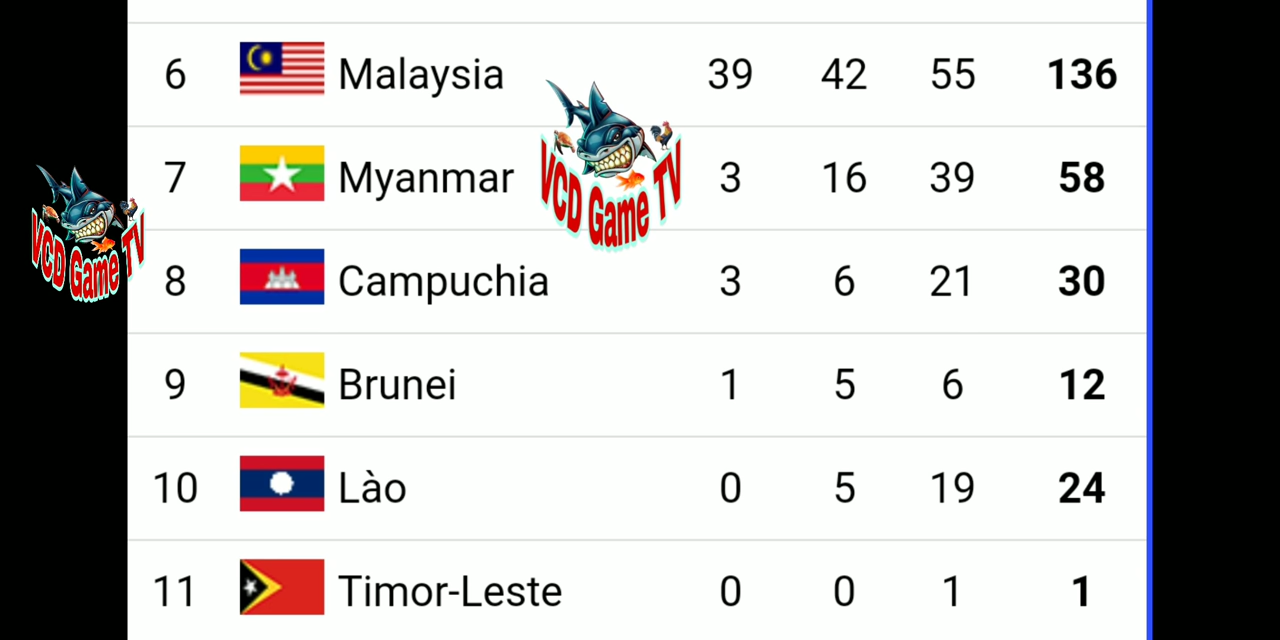 6 Malaysia 39 42 55 136
7 Myanmar 3 16 39 58
VCD Game TV
VCD Game TV
8 Campuchia 3 6 21 30
9 Brunei 1 5 6 12
10 Lào 0 5 19 24
11 Timor-Leste 0 0 1 1